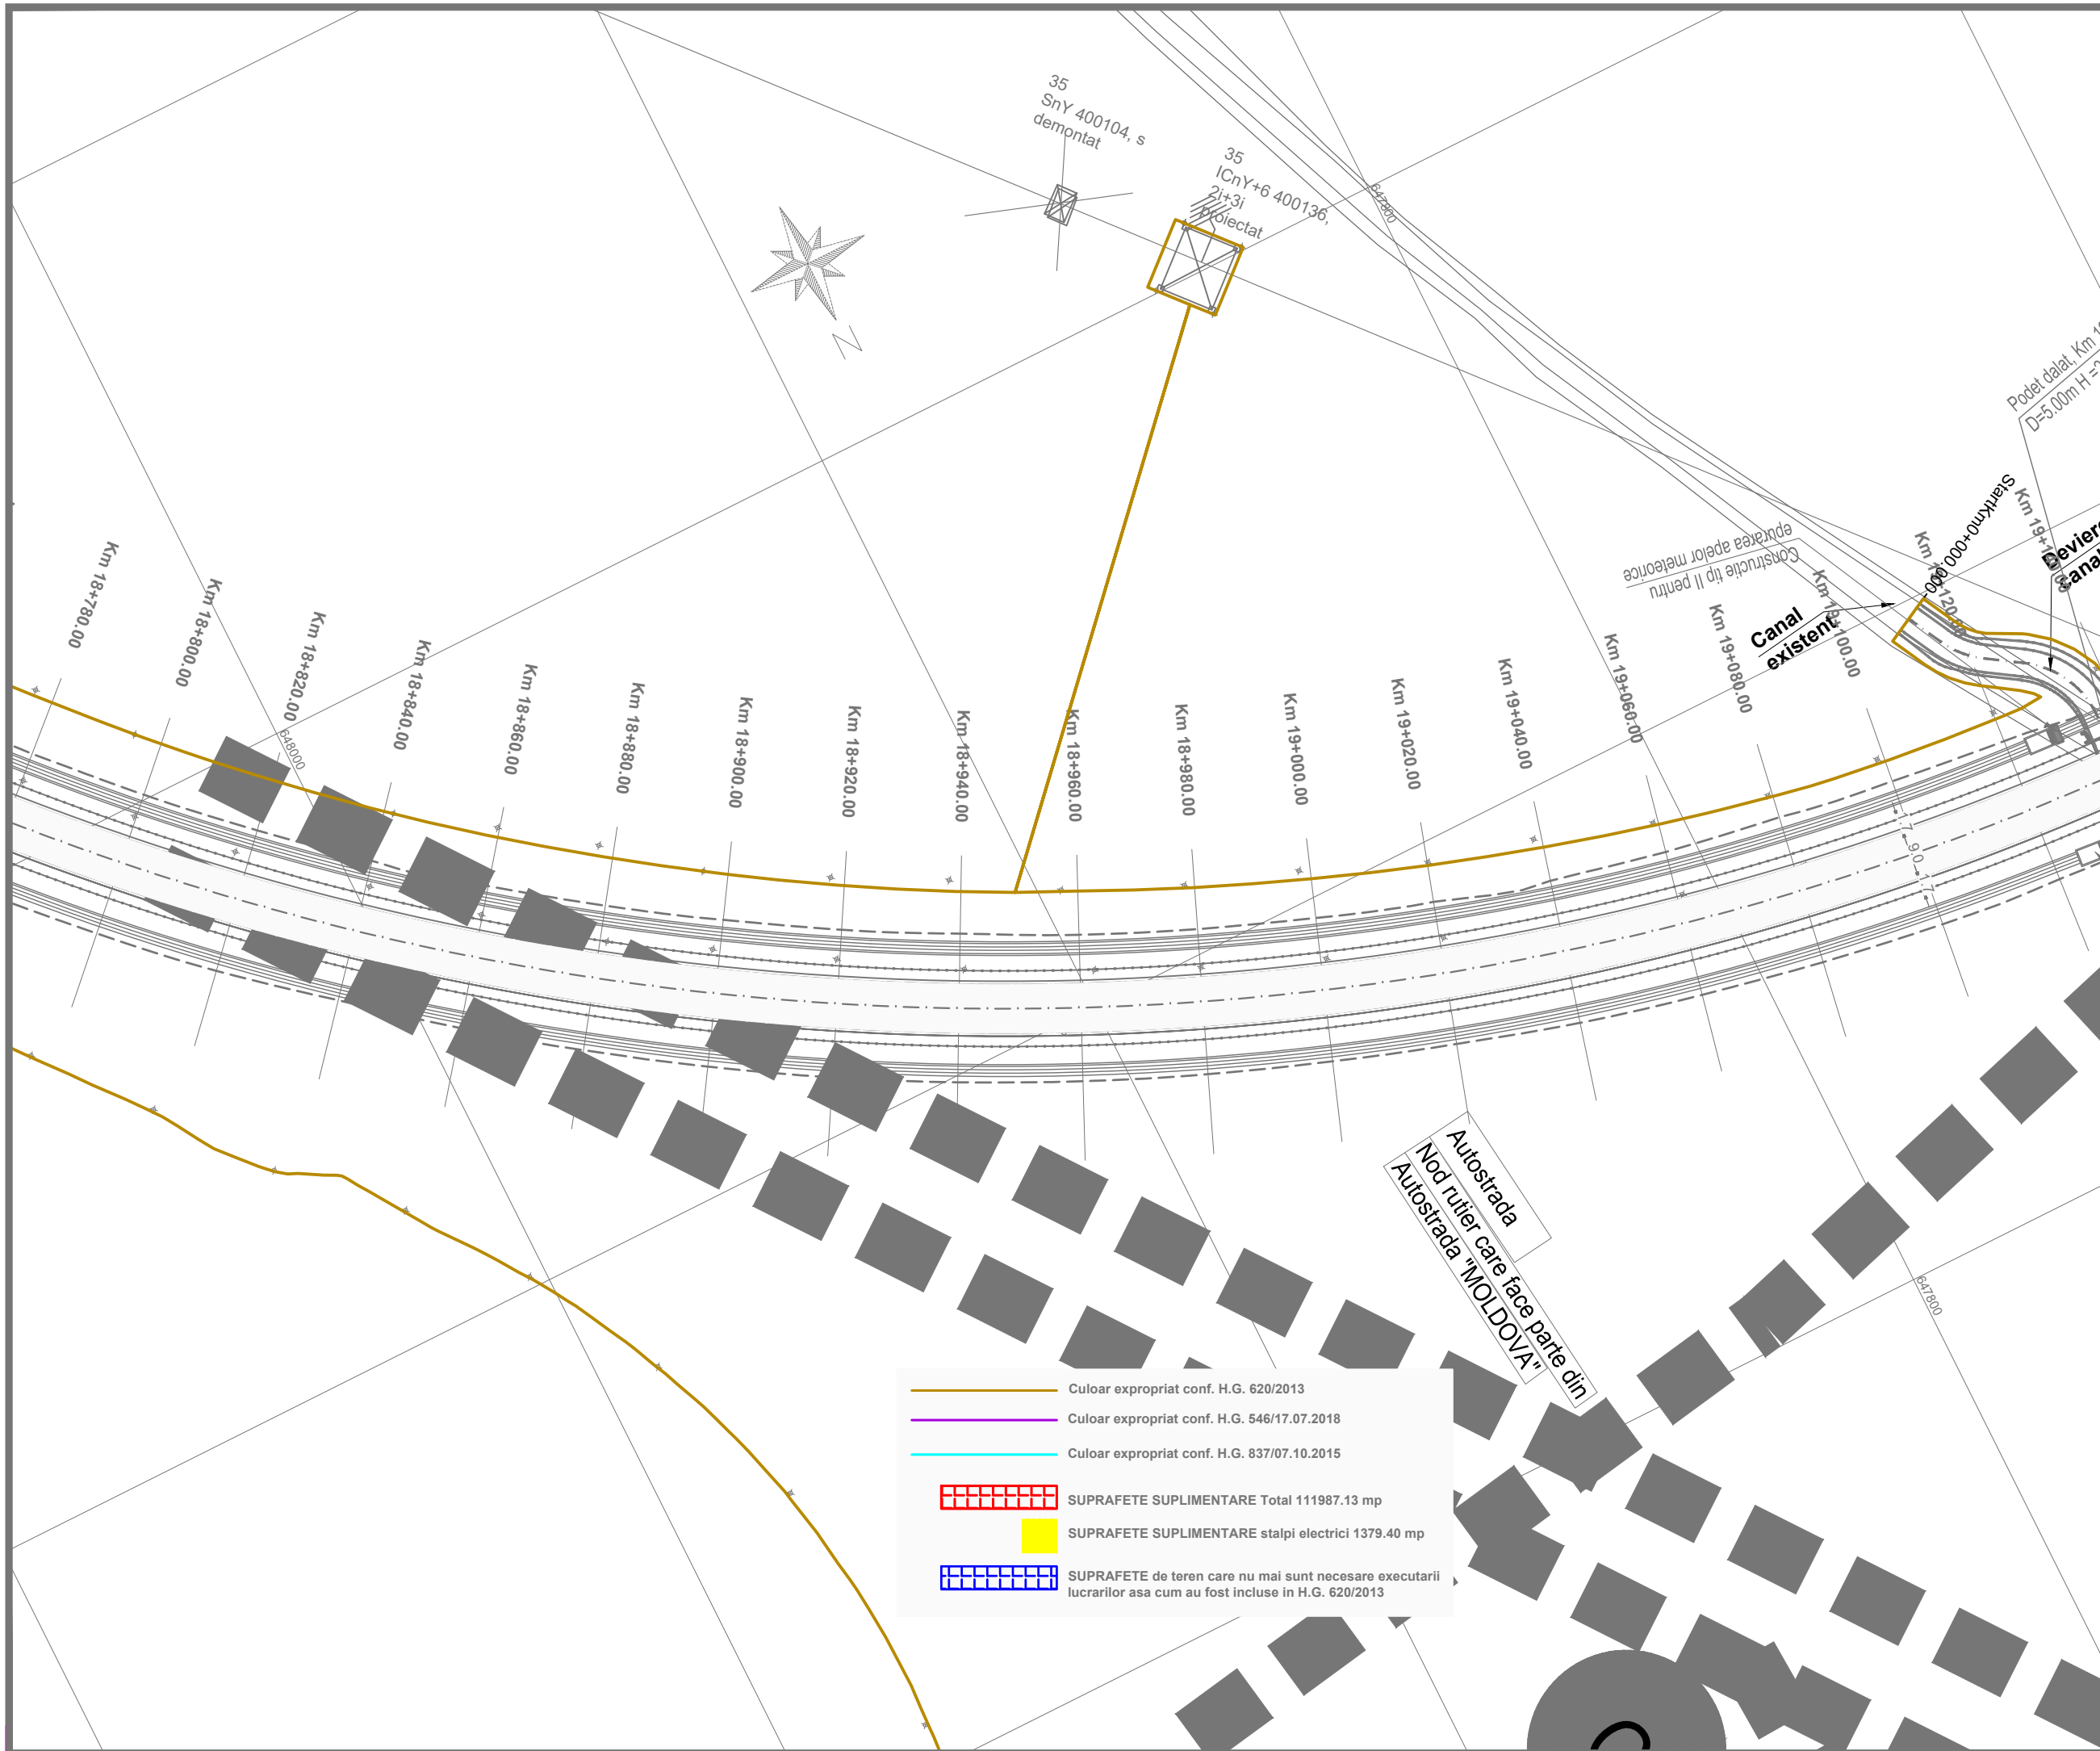 35
SnY 400104, s
demontat
35
ICnY+6 400136,
2i+3i
proiectat
647800
N
Podet dalat, Km
D=5.00m H =
StartKm0+000.000
Constructie tip II pentru
epurarea apelor meteorice
Canal
existent
Km 18+780.00
Km 18+800.00
Km 18+820.00
Km 18+840.00
Km 18+860.00
Km 18+880.00
Km 18+900.00
Km 18+920.00
Km 18+940.00
Km 18+960.00
Km 18+980.00
Km 19+000.00
Km 19+020.00
Km 19+040.00
Km 19+060.00
Km 19+080.00
Km 19+100.00
648000
Autostrada
Nod rutier care face parte din
Autostrada "MOLDOVA"
647800
Culoar expropriat conf. H.G. 620/2013
Culoar expropriat conf. H.G. 546/17.07.2018
Culoar expropriat conf. H.G. 837/07.10.2015
SUPRAFETE SUPLIMENTARE Total 111987.13 mp
SUPRAFETE SUPLIMENTARE stalpi electrici 1379.40 mp
SUPRAFETE de teren care nu mai sunt necesare executarii
lucrarilor asa cum au fost incluse in H.G. 620/2013